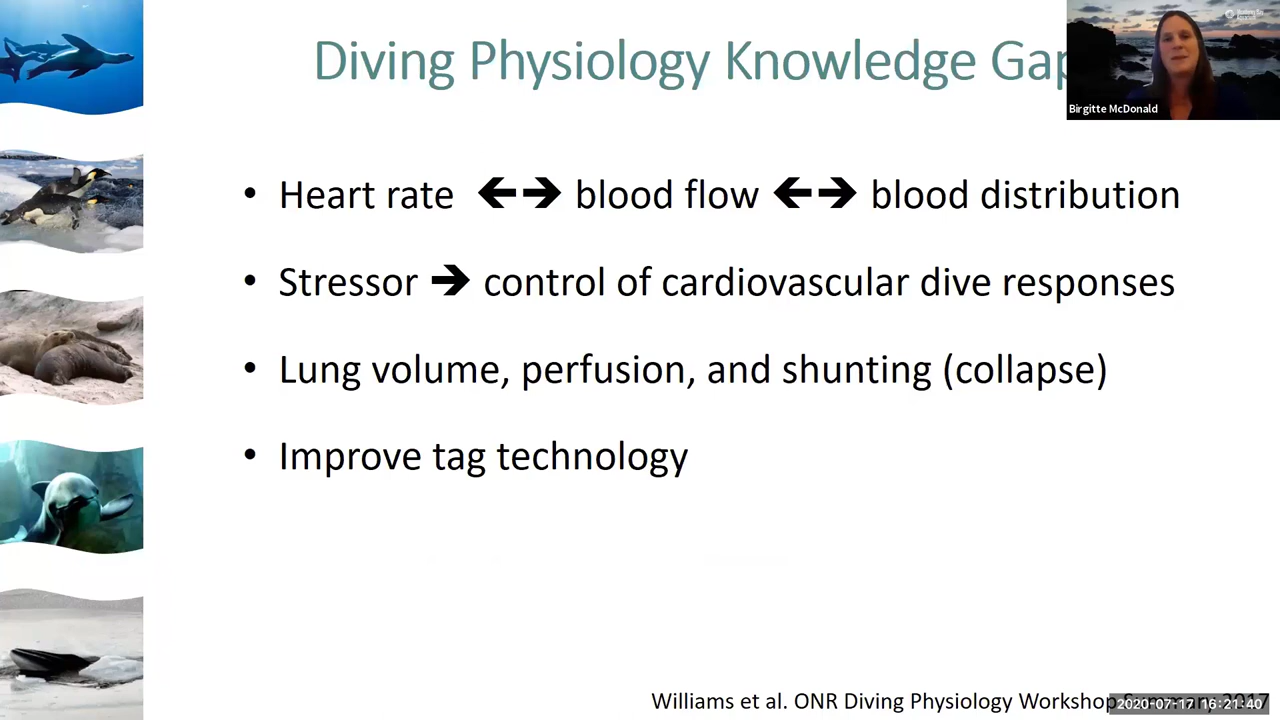 Diving Physiology Knowledge Gap
Birgitte McDonald
• Heart rate 🡨🡪 blood flow 🡨🡪 blood distribution
• Stressor 🡪 control of cardiovascular dive responses
• Lung volume, perfusion, and shunting (collapse)
• Improve tag technology
Williams et al. ONR Diving Physiology Workshop Summary 2017
2020-07-17 16:21:40